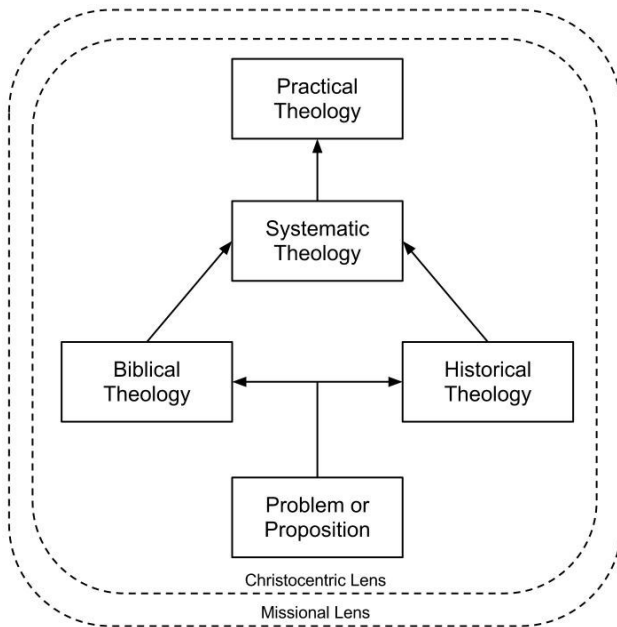 Practical
Theology
Systematic
Theology
Biblical
Theology
Historical
Theology
Problem or
Proposition
Christocentric Lens
Missional Lens